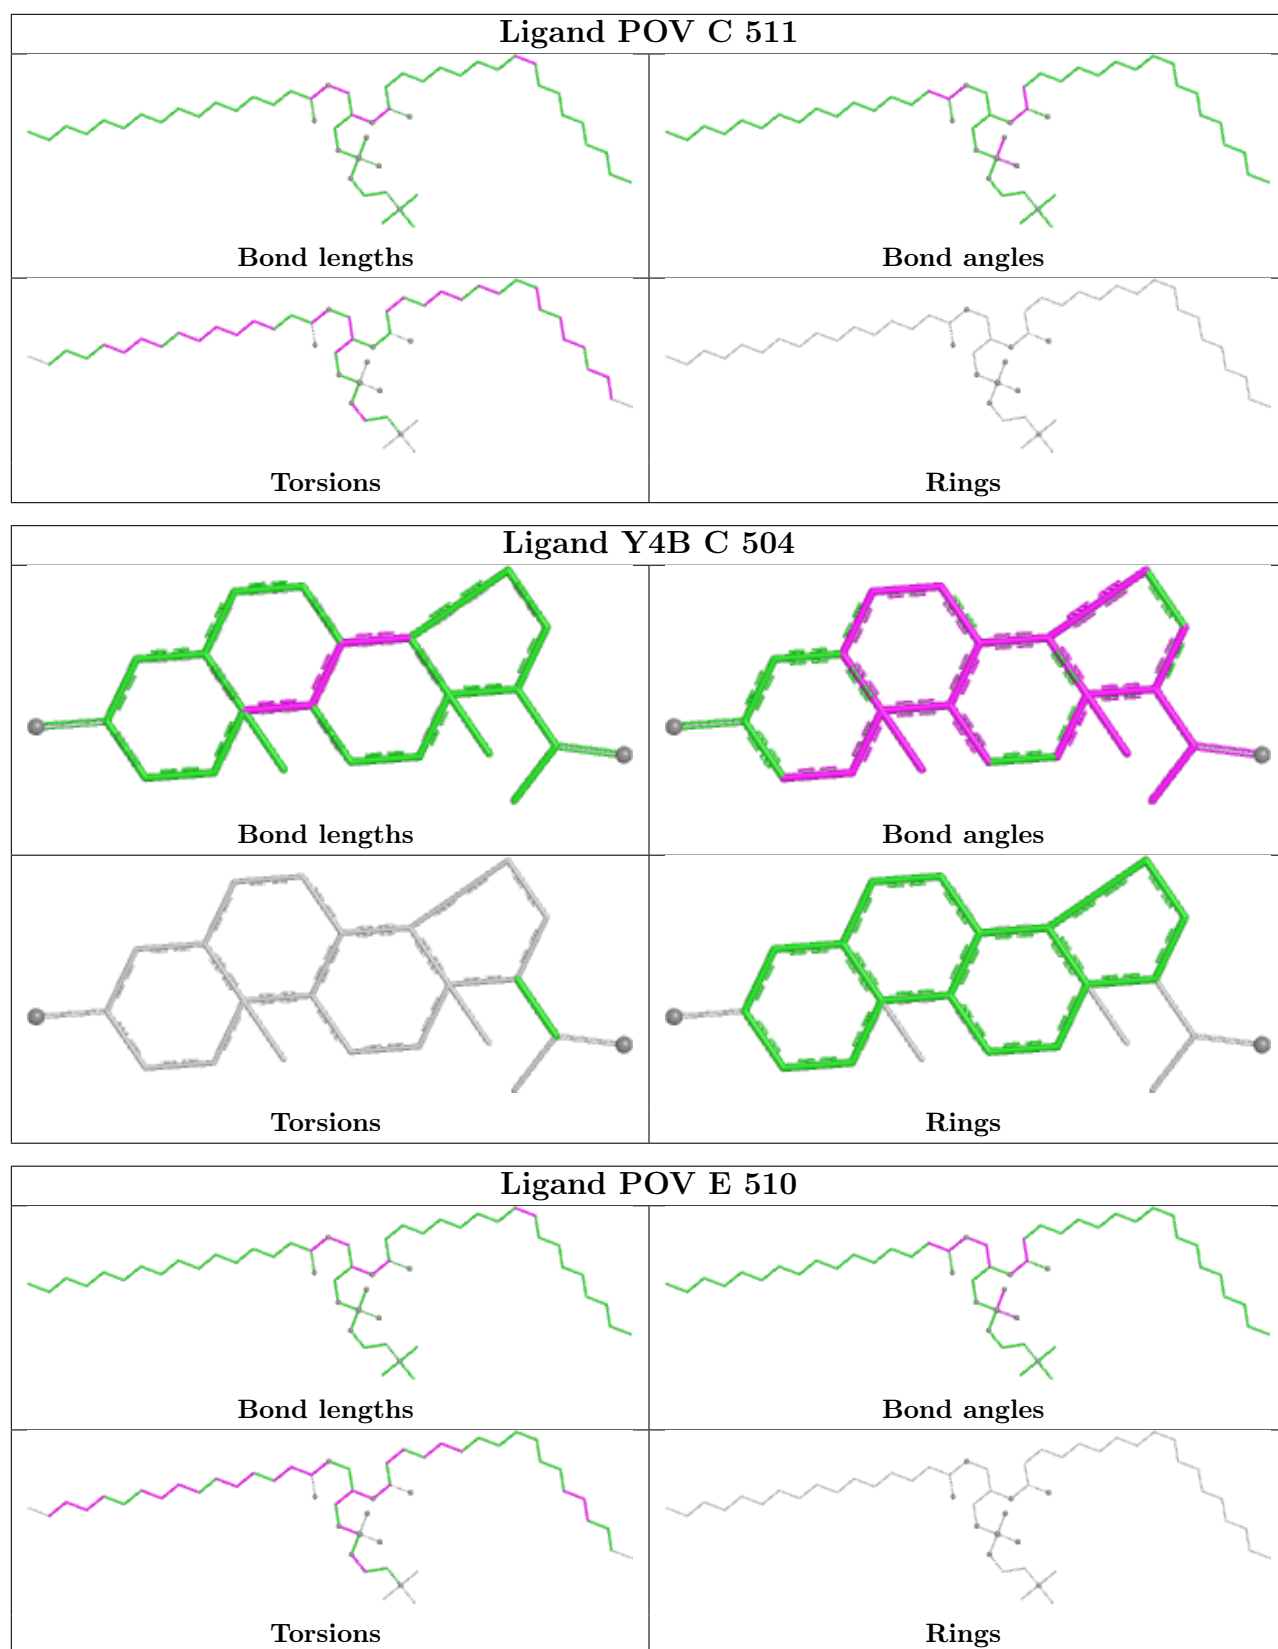 Ligand POV C 511
Bond lengths
Bond angles
Torsions
Rings
Ligand Y4B C 504
Bond lengths
Bond angles
Torsions
Rings
Ligand POV E 510
Bond lengths
Bond angles
Torsions
Rings